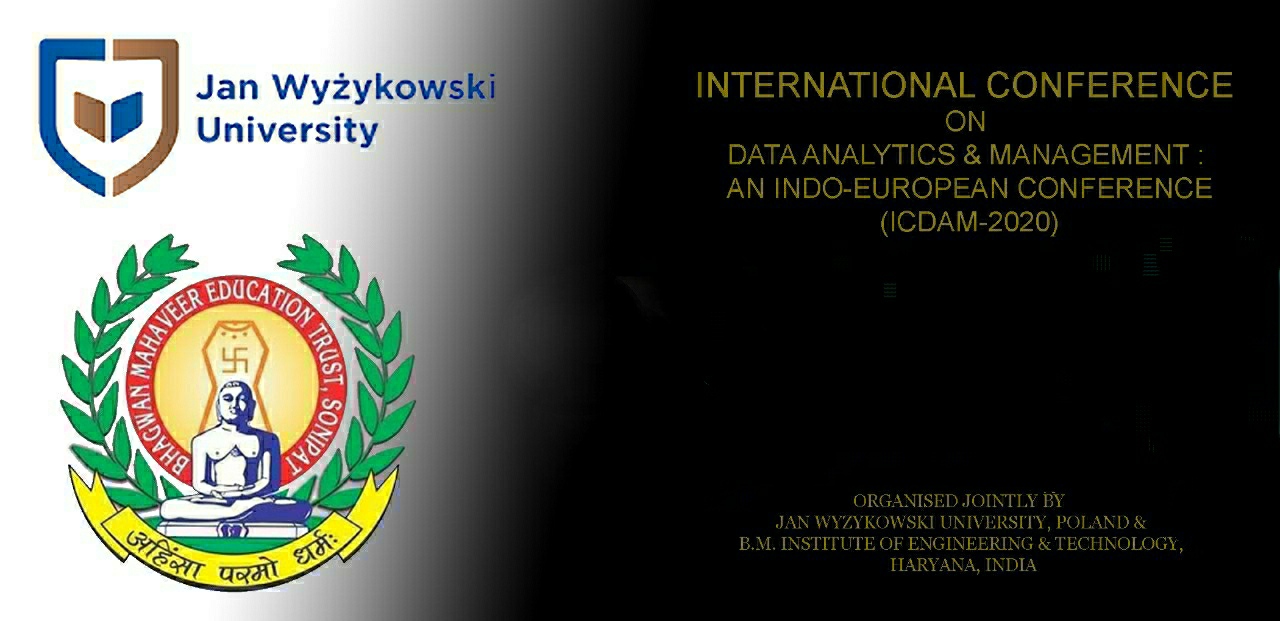 Jan Wyżykowski
University
BHAGWAN MAHAVEER EDUCATION TRUST, SONIPAT
अहिंसा परमो धर्मः
INTERNATIONAL CONFERENCE
ON
DATA ANALYTICS & MANAGEMENT :
AN INDO-EUROPEAN CONFERENCE
(ICDAM-2020)
ORGANISED JOINTLY BY
JAN WYZYKOWSKI UNIVERSITY, POLAND &
B.M. INSTITUTE OF ENGINEERING & TECHNOLOGY,
HARYANA, INDIA